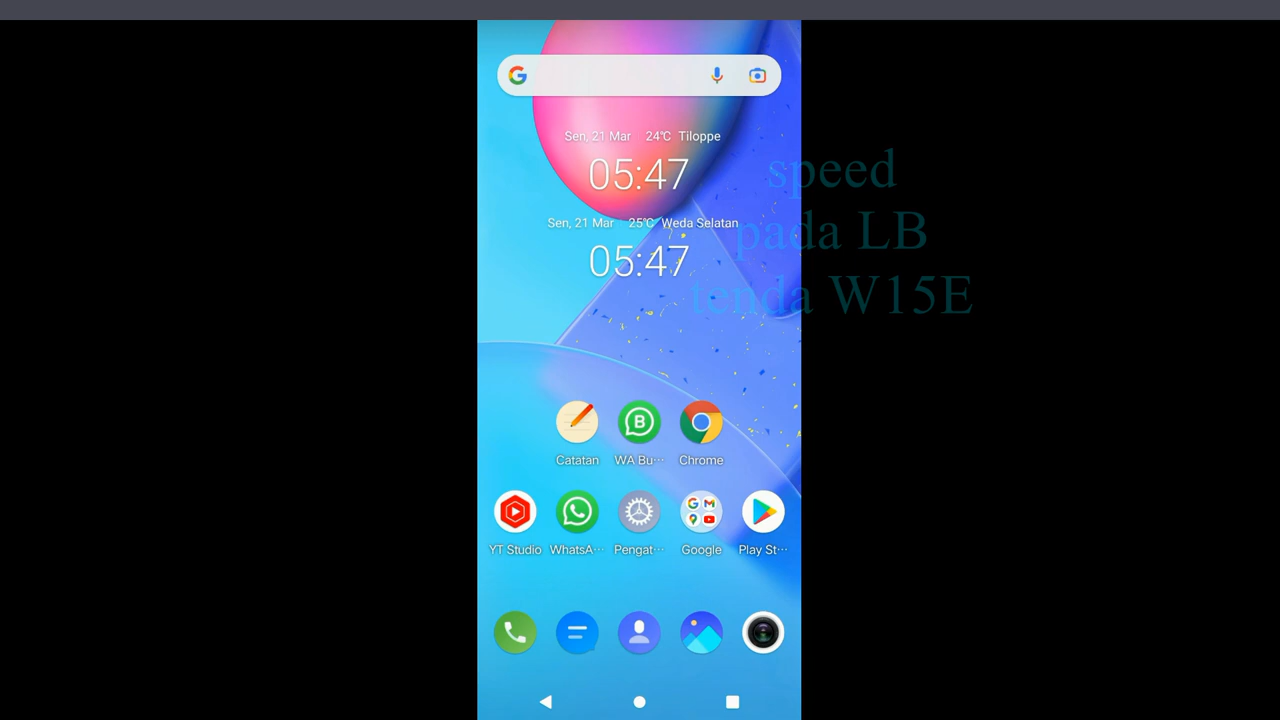 Sen, 21 Mar 24℃ Tiloppe
05:47
Sen, 21 Mar 25℃ Weda Selatan
05:47
speed
pada LB
tenda W15E
Catatan
WA Bu···
Chrome
YT Studio
WhatsA···
Pengat···
Google
Play St···